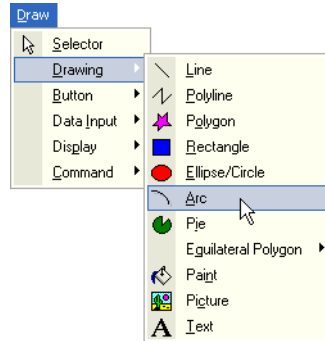 Draw
Selector
Drawing
Button
Data Input
Display
Command
Line
Polyline
Polygon
Rectangle
Ellipse/Circle
Arc
Pie
Equilateral Polygon
Paint
Picture
A Text